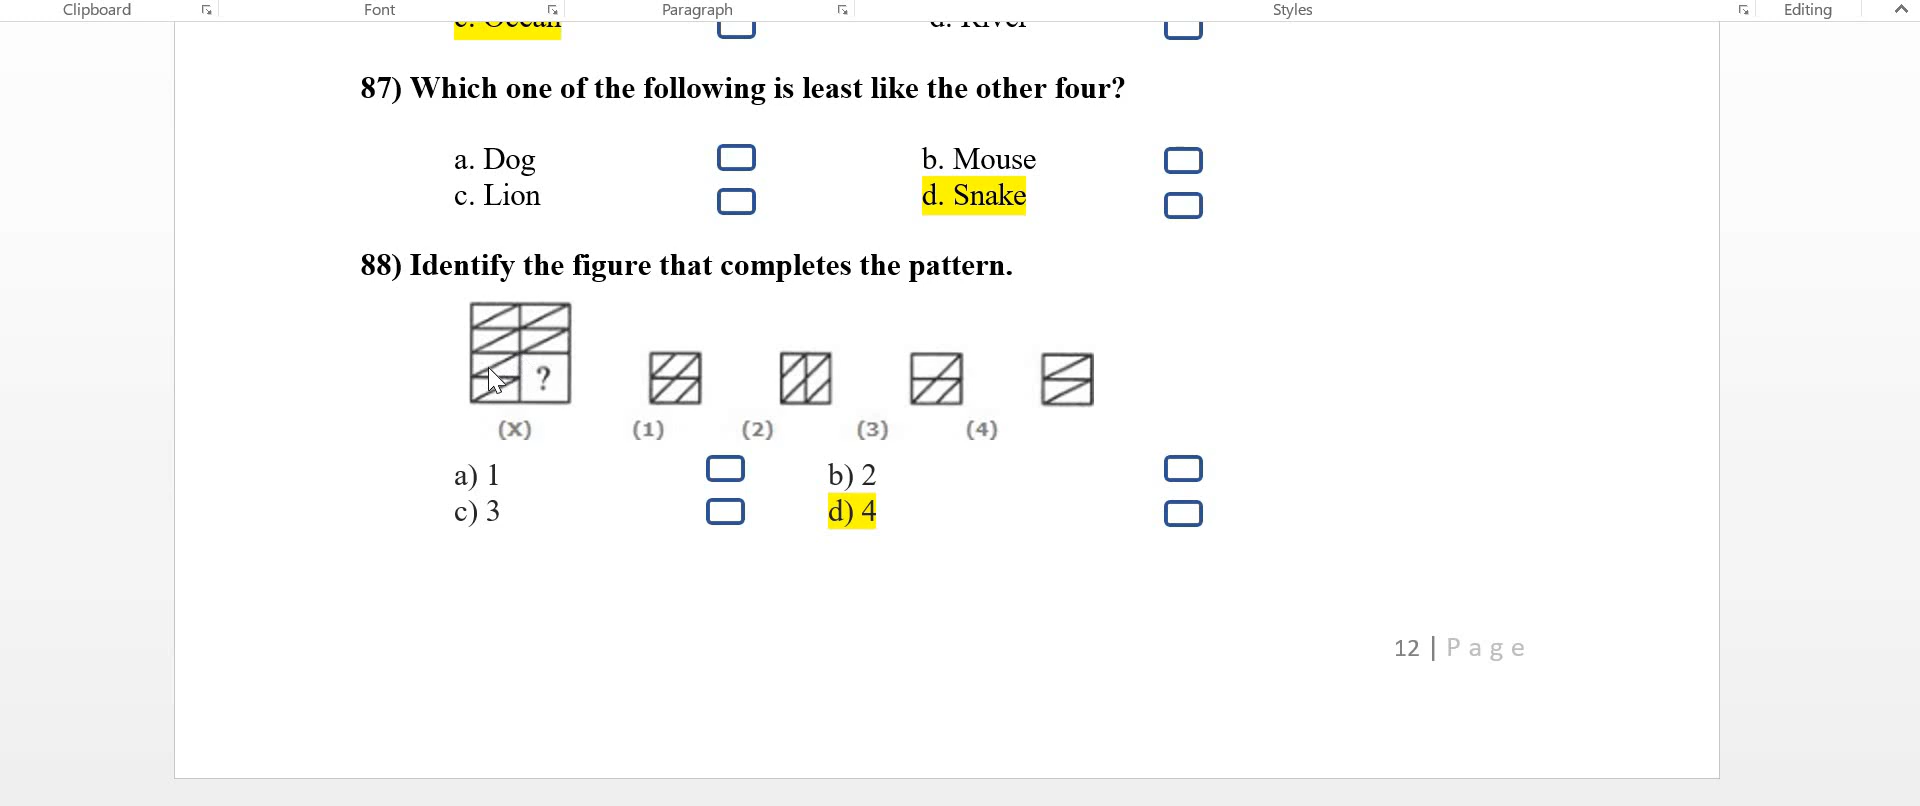 Clipboard Font Paragraph Styles Editing
c. Ocean d. River
87) Which one of the following is least like the other four?
a. Dog b. Mouse
c. Lion d. Snake
88) Identify the figure that completes the pattern.
?
(X) (1) (2) (3) (4)
a) 1 b) 2
c) 3 d) 4
12 | Page